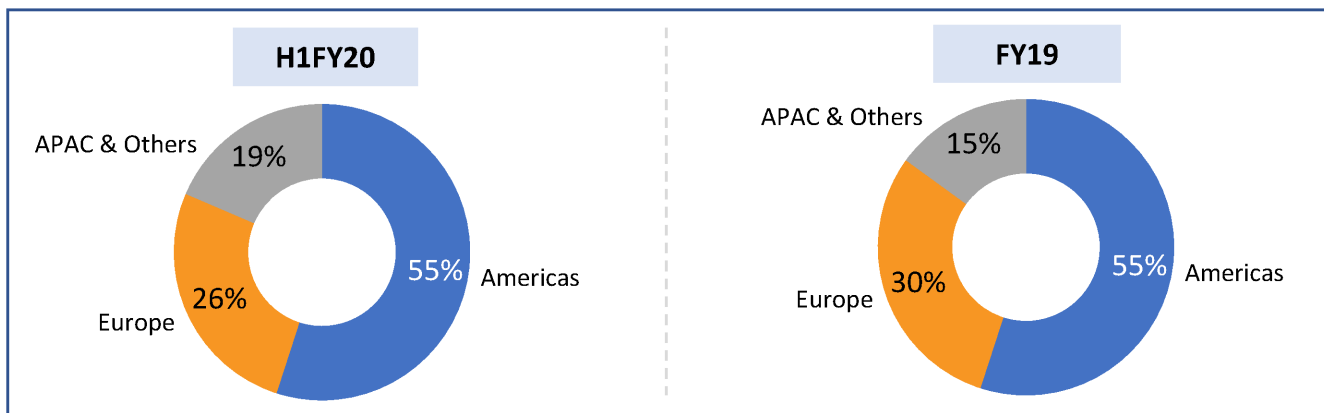 H1FY20
APAC & Others
19%
55%
Americas
26%
Europe
FY19
APAC & Others
15%
55%
Americas
30%
Europe